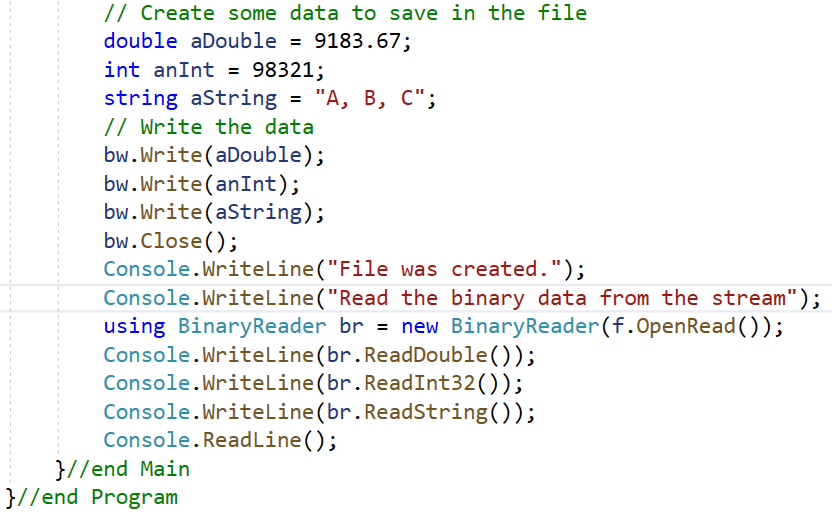 // Create some data to save in the file
double aDouble = 9183.67;
int anInt = 98321;
string aString = "A, B, C";
// Write the data
bw.Write(aDouble);
bw.Write(anInt);
bw.Write(aString);
bw.Close();
Console.WriteLine("File was created.");
Console.WriteLine("Read the binary data from the stream");
using BinaryReader br = new BinaryReader(f.OpenRead());
Console.WriteLine(br.ReadDouble());
Console.WriteLine(br.ReadInt32());
Console.WriteLine(br.ReadString());
Console.ReadLine();
}//end Main
}//end Program